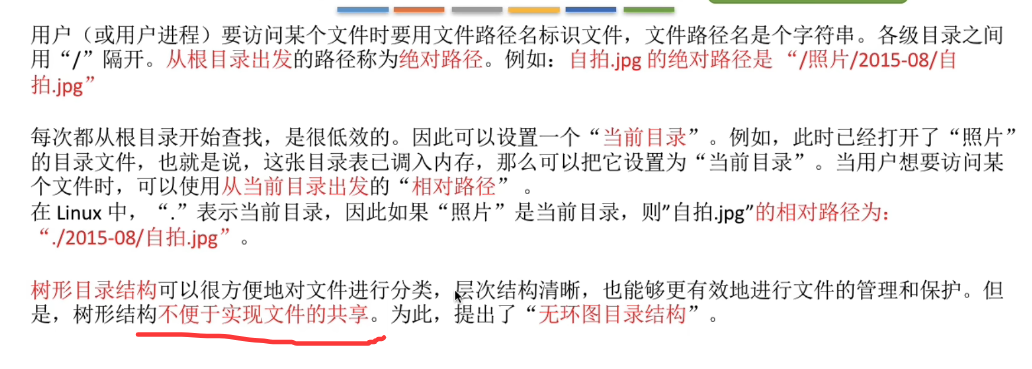 用户（或用户进程）要访问某个文件时要用文件路径名标识文件，文件路径名是个字符串。各级目录之间
用“/”隔开。从根目录出发的路径称为绝对路径。例如：自拍.jpg 的绝对路径是 “/照片/2015-08/自
拍.jpg”
每次都从根目录开始查找，是很低效的。因此可以设置一个“当前目录”。例如，此时已经打开了“照片”
的目录文件，也就是说，这张目录表已调入内存，那么可以把它设置为“当前目录”。当用户想要访问某
个文件时，可以使用从当前目录出发的“相对路径” 。
在 Linux 中，“.”表示当前目录，因此如果“照片”是当前目录，则”自拍.jpg”的相对路径为：
“./2015-08/自拍.jpg”。
树形目录结构可以很方便地对文件进行分类，层次结构清晰，也能够更有效地进行文件的管理和保护。但
是，树形结构不便于实现文件的共享。为此，提出了“无环图目录结构”。